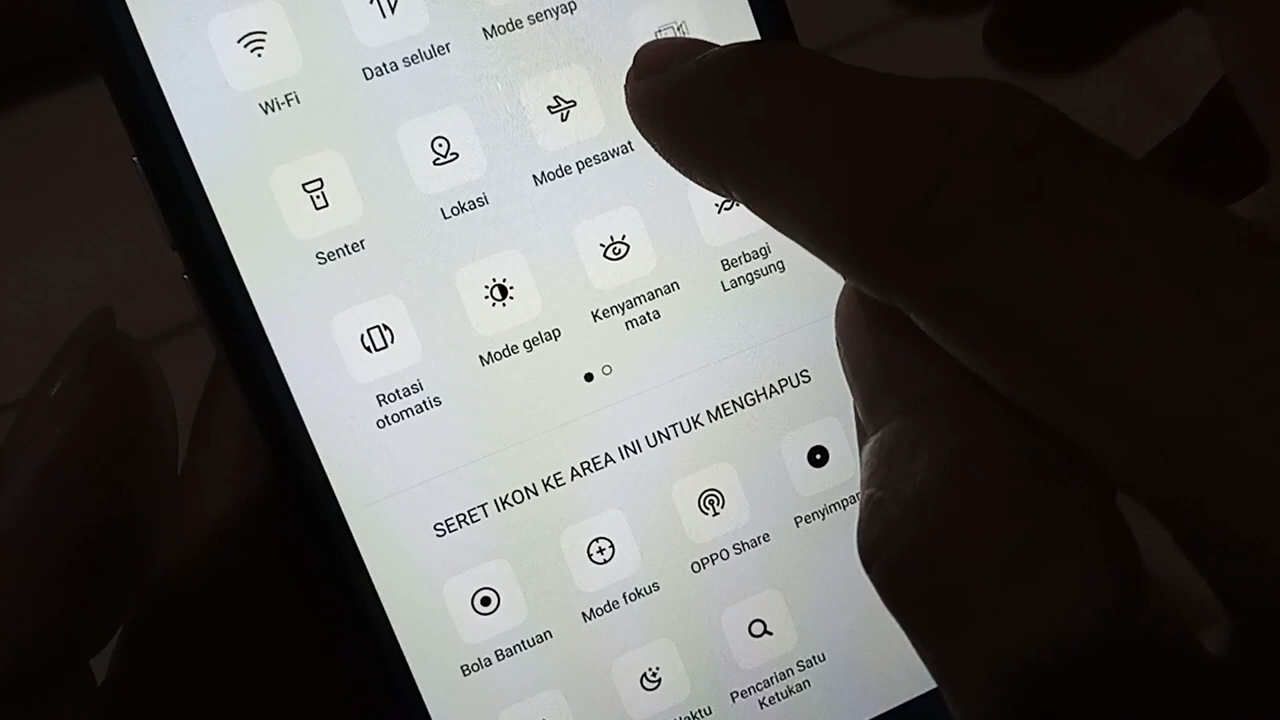 Wi-Fi
Data seluler
Mode senyap
Senter
Lokasi
Mode pesawat
Rotasi
otomatis
Mode gelap
Kenyamanan
mata
Berbagi
Langsung
SERET IKON KE AREA INI UNTUK MENGHAPUS
Bola Bantuan
Mode fokus
OPPO Share
Pencarian Satu
Ketukan